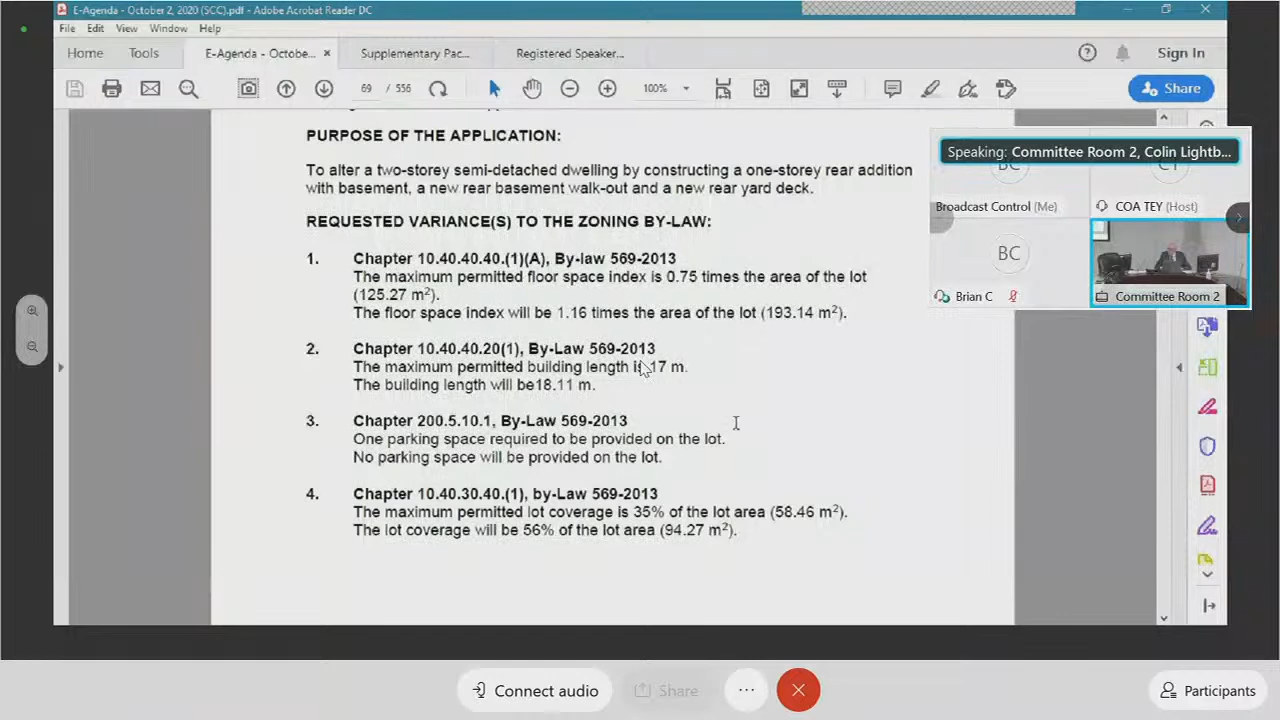 E-Agenda - October 2, 2020 (SCC).pdf - Adobe Acrobat Reader DC
File Edit View Window Help
Home Tools E-Agenda - Octobe... × Supplementary Pac... Registered Speaker... Sign In
69 / 556 100% Share
PURPOSE OF THE APPLICATION:
To alter a two-storey semi-detached dwelling by constructing a one-storey rear addition
with basement, a new rear basement walk-out and a new rear yard deck.
REQUESTED VARIANCE(S) TO THE ZONING BY-LAW:
1. Chapter 10.40.40.40.(1)(A), By-law 569-2013
The maximum permitted floor space index is 0.75 times the area of the lot
(125.27 m²).
The floor space index will be 1.16 times the area of the lot (193.14 m²).
2. Chapter 10.40.40.20(1), By-Law 569-2013
The maximum permitted building length is 17 m.
The building length will be18.11 m.
3. Chapter 200.5.10.1, By-Law 569-2013
One parking space required to be provided on the lot.
No parking space will be provided on the lot.
4. Chapter 10.40.30.40.(1), by-Law 569-2013
The maximum permitted lot coverage is 35% of the lot area (58.46 m²).
The lot coverage will be 56% of the lot area (94.27 m²).
Speaking: Committee Room 2, Colin Lightb...
Broadcast Control (Me) COA TEY (Host)
BC
Brian C Committee Room 2
Connect audio Share Participants